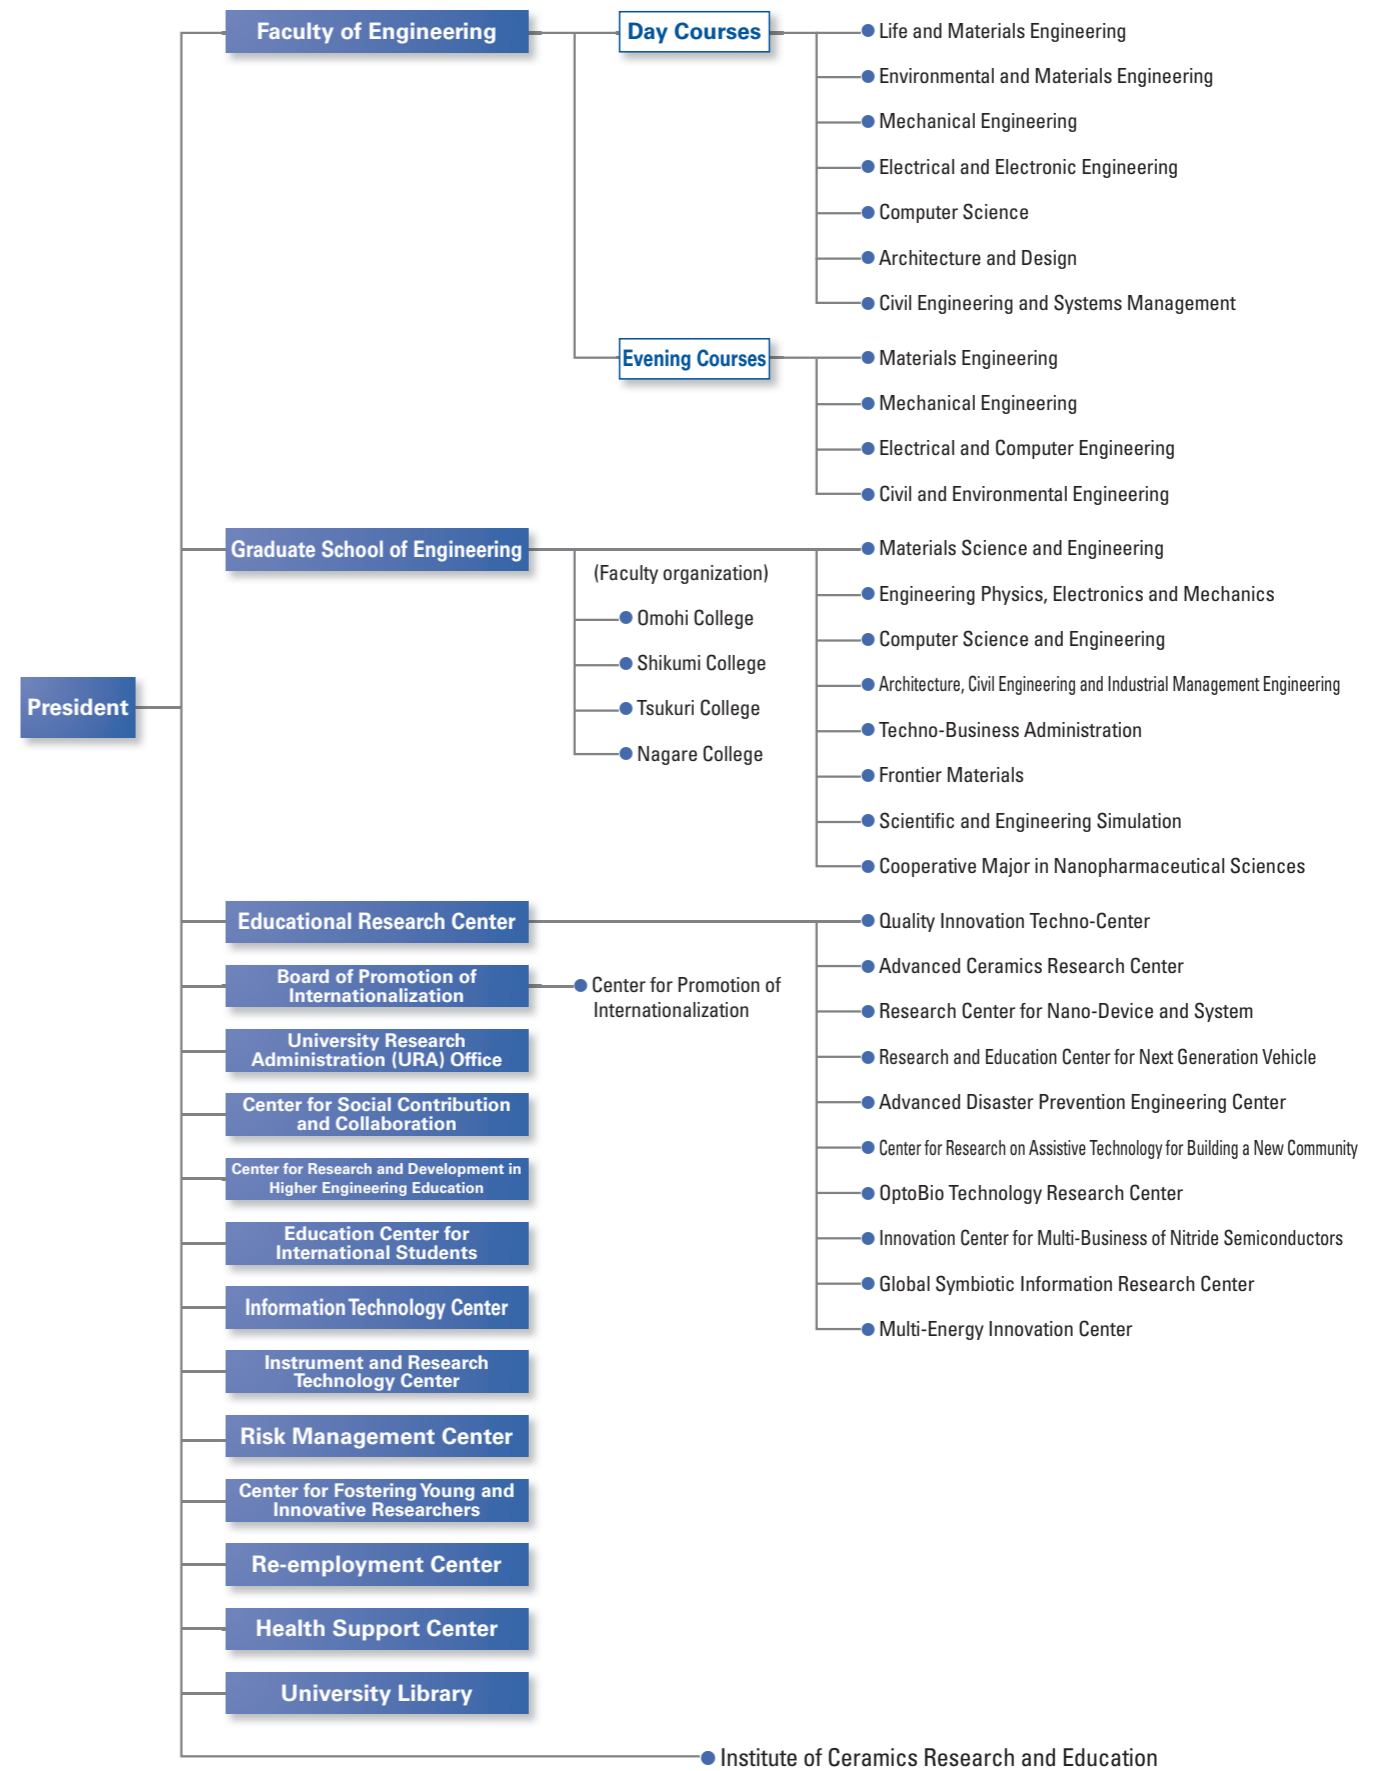 President
Faculty of Engineering
Day Courses
Life and Materials Engineering
Environmental and Materials Engineering
Mechanical Engineering
Electrical and Electronic Engineering
Computer Science
Architecture and Design
Civil Engineering and Systems Management
Evening Courses
Materials Engineering
Mechanical Engineering
Electrical and Computer Engineering
Civil and Environmental Engineering
Graduate School of Engineering
(Faculty organization)
Omohi College
Shikumi College
Tsukuri College
Nagare College
Materials Science and Engineering
Engineering Physics, Electronics and Mechanics
Computer Science and Engineering
Architecture, Civil Engineering and Industrial Management Engineering
Techno-Business Administration
Frontier Materials
Scientific and Engineering Simulation
Cooperative Major in Nanopharmaceutical Sciences
Educational Research Center
Quality Innovation Techno-Center
Advanced Ceramics Research Center
Research Center for Nano-Device and System
Research and Education Center for Next Generation Vehicle
Advanced Disaster Prevention Engineering Center
Center for Research on Assistive Technology for Building a New Community
OptoBio Technology Research Center
Innovation Center for Multi-Business of Nitride Semiconductors
Global Symbiotic Information Research Center
Multi-Energy Innovation Center
Board of Promotion of
Internationalization
Center for Promotion of
Internationalization
University Research
Administration (URA) Office
Center for Social Contribution
and Collaboration
Center for Research and Development in
Higher Engineering Education
Education Center for
International Students
Information Technology Center
Instrument and Research
Technology Center
Risk Management Center
Center for Fostering Young and
Innovative Researchers
Re-employment Center
Health Support Center
University Library
Institute of Ceramics Research and Education